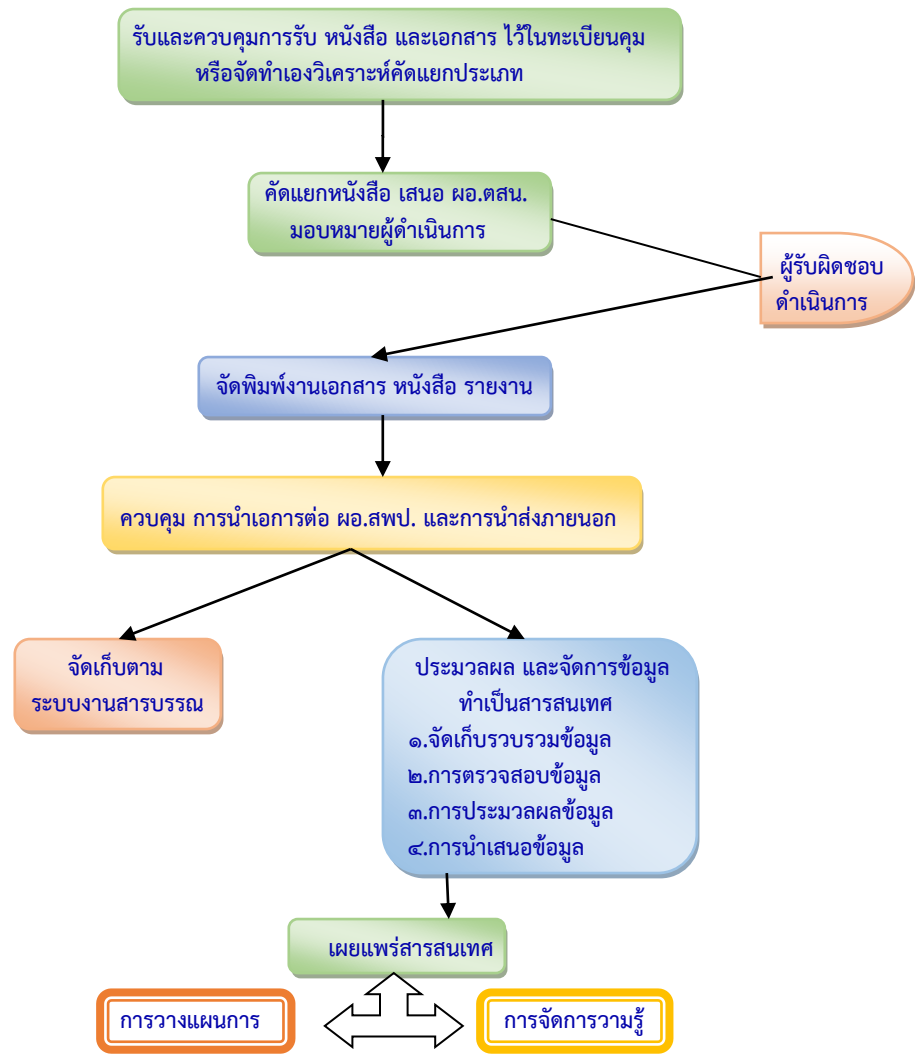 รับและควบคุมการรับ หนังสือ และเอกสาร ไว้ในทะเบียนคุม
หรือจัดทำเองวิเคราะห์คัดแยกประเภท
คัดแยกหนังสือ เสนอ ผอ.ตสน.
มอบหมายผู้ดำเนินการ
ผู้รับผิดชอบ
ดำเนินการ
จัดพิมพ์งานเอกสาร หนังสือ รายงาน
ควบคุม การนำเอการต่อ ผอ.สพป. และการนำส่งภายนอก
จัดเก็บตาม
ระบบงานสารบรรณ
ประมวลผล และจัดการข้อมูล
ทำเป็นสารสนเทศ
๑.จัดเก็บรวบรวมข้อมูล
๒.การตรวจสอบข้อมูล
๓.การประมวลผลข้อมูล
๔.การนำเสนอข้อมูล
เผยแพร่สารสนเทศ
การวางแผนการ
การจัดการวามรู้